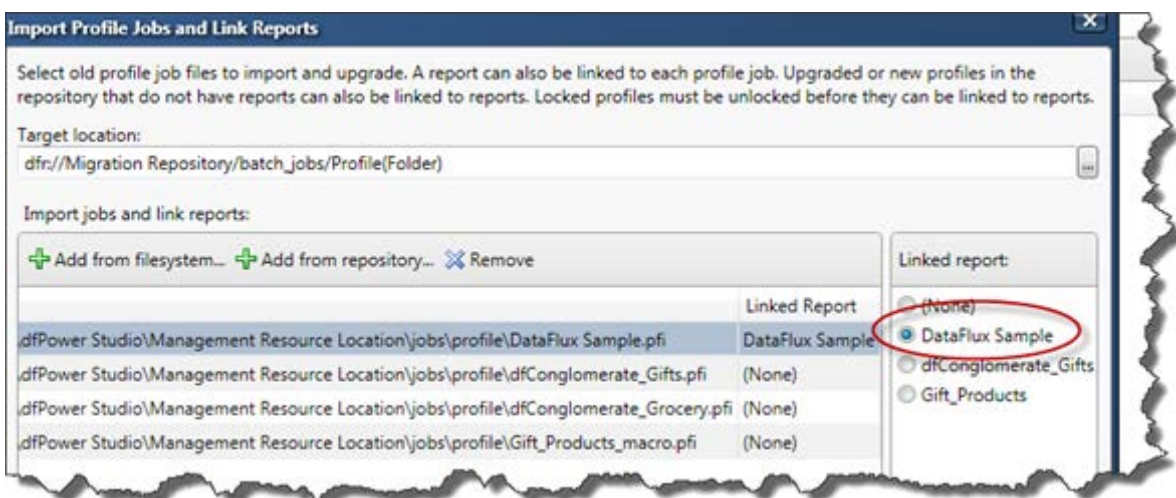 Import Profile Jobs and Link Reports
Select old profile job files to import and upgrade. A report can also be linked to each profile job. Upgraded or new profiles in the
repository that do not have reports can also be linked to reports. Locked profiles must be unlocked before they can be linked to reports.
Target location:
dfr://Migration Repository/batch_jobs/Profile(Folder)
...
Import jobs and link reports:
Add from filesystem... Add from repository... Remove
Linked Report
.dfPower Studio\Management Resource Location\jobs\profile\DataFlux Sample.pfi DataFlux Sample
.dfPower Studio\Management Resource Location\jobs\profile\dfConglomerate_Gifts.pfi (None)
.dfPower Studio\Management Resource Location\jobs\profile\dfConglomerate_Grocery.pfi (None)
.dfPower Studio\Management Resource Location\jobs\profile\Gift_Products_macro.pfi (None)
Linked report:
(None)
DataFlux Sample
dfConglomerate_Gifts
Gift_Products